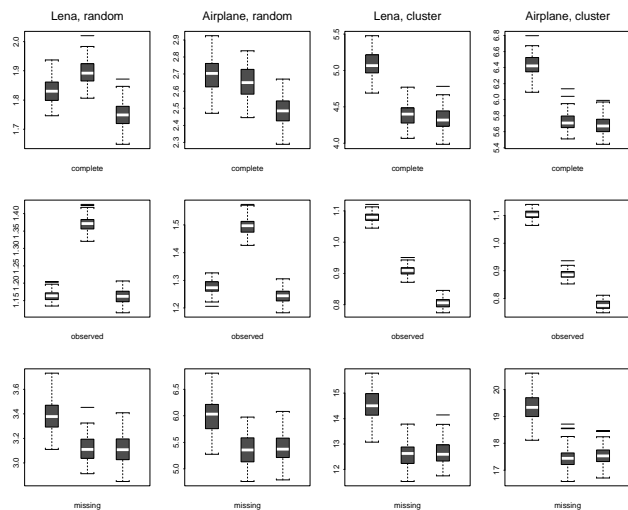 Lena, random
Airplane, random
Lena, cluster
Airplane, cluster
1.7 1.8 1.9 2.0
complete
2.3 2.4 2.5 2.6 2.7 2.8 2.9
complete
4.0 4.5 5.0 5.5
complete
5.4 5.6 5.8 6.0 6.2 6.4 6.6 6.8
complete
1.15 1.20 1.25 1.30 1.35 1.40
observed
1.2 1.3 1.4 1.5
observed
0.8 0.9 1.0 1.1
observed
0.8 0.9 1.0 1.1
observed
3.0 3.2 3.4 3.6
missing
5.0 5.5 6.0 6.5
missing
12 13 14 15
missing
17 18 19 20
missing